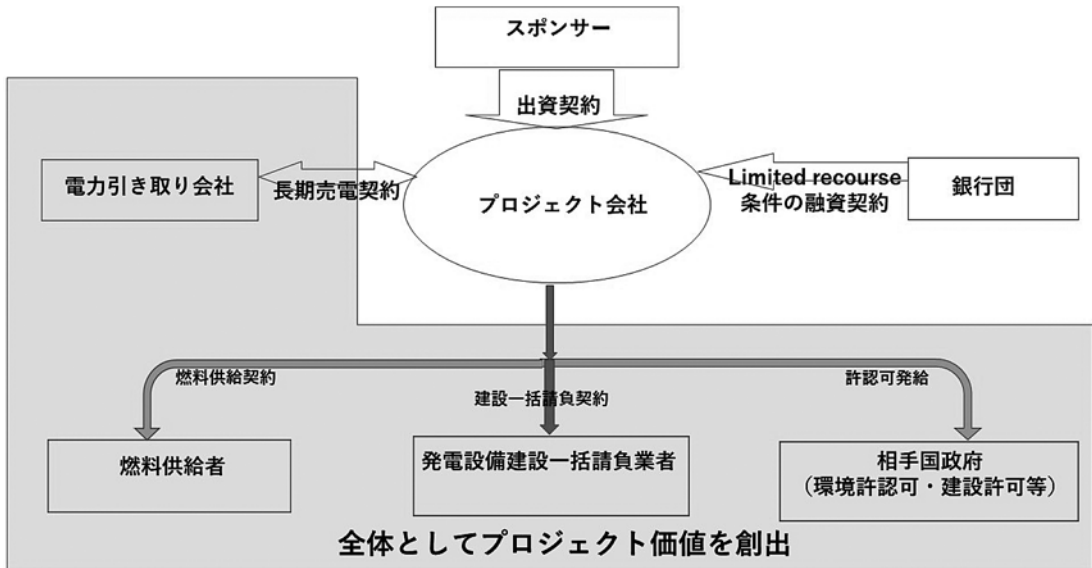 スポンサー
出資契約
電力引き取り会社
長期売電契約
プロジェクト会社
Limited recourse
条件の融資契約
銀行団
燃料供給契約
建設一括請負契約
許認可発給
燃料供給者
発電設備建設一括請負業者
相手国政府
（環境許認可・建設許可等）
全体としてプロジェクト価値を創出